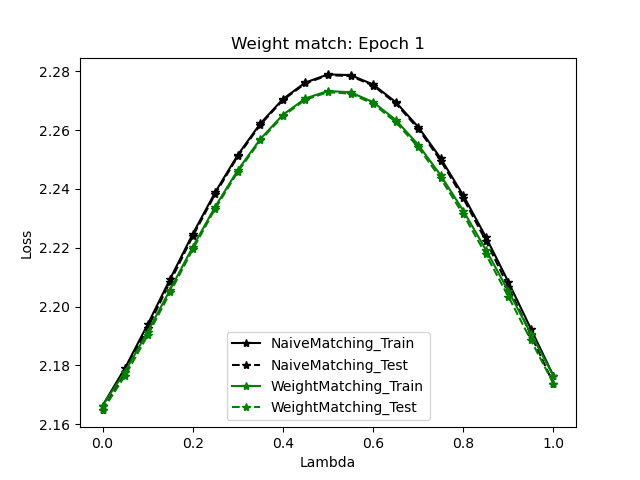 Weight match: Epoch 1
Loss
2.28
2.26
2.24
2.22
2.20
2.18
2.16
NaiveMatching_Train
NaiveMatching_Test
WeightMatching_Train
WeightMatching_Test
0.0 0.2 0.4 0.6 0.8 1.0
Lambda